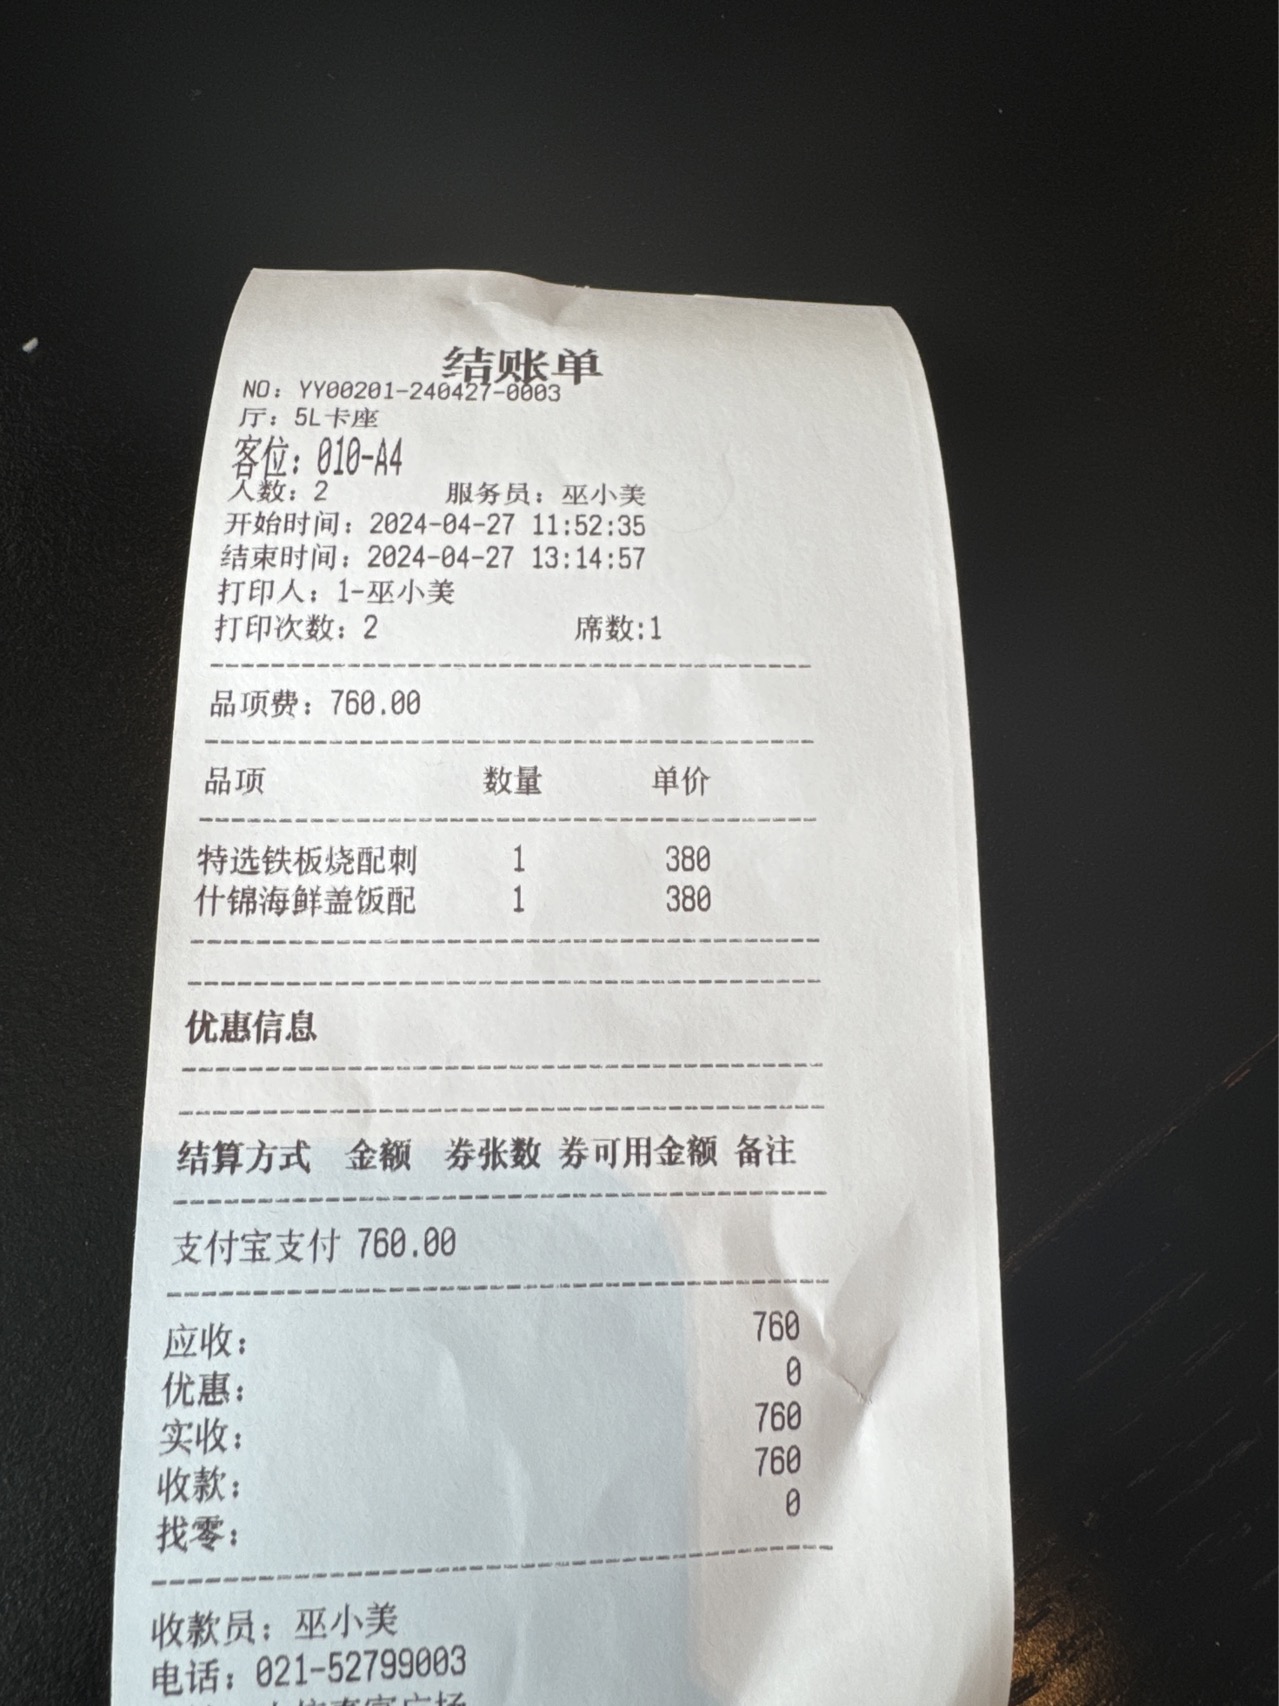 结账单
NO: YY00201-240427-0003
厅: 5L卡座
客位: 010-A4
人数: 2 服务员: 巫小美
开始时间: 2024-04-27 11:52:35
结束时间: 2024-04-27 13:14:57
打印人: 1-巫小美
打印次数: 2 席数:1
品项费: 760.00
品项 数量 单价
特选铁板烧配刺 1 380
什锦海鲜盖饭配 1 380
优惠信息
结算方式 金额 券张数 券可用金额 备注
支付宝支付 760.00
应收: 760
优惠: 0
实收: 760
收款: 760
找零: 0
收款员: 巫小美
电话: 021-52799003